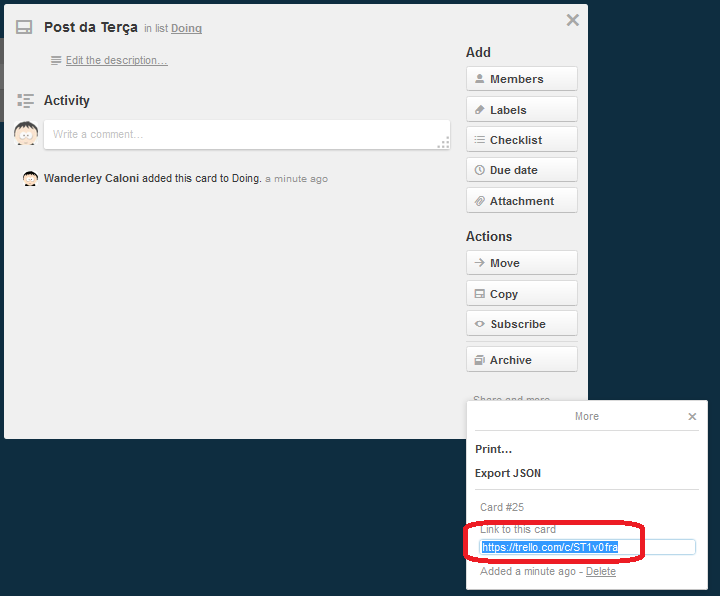 Post da Terça in list Doing
Edit the description…
Activity
Write a comment…
Wanderley Caloni added this card to Doing. a minute ago
Add
Members
Labels
Checklist
Due date
Attachment
Actions
Move
Copy
Subscribe
Archive
Share and more
More
Print…
Export JSON
Card #25
Link to this card
https://trello.com/c/ST1v0fra
Added a minute ago - Delete